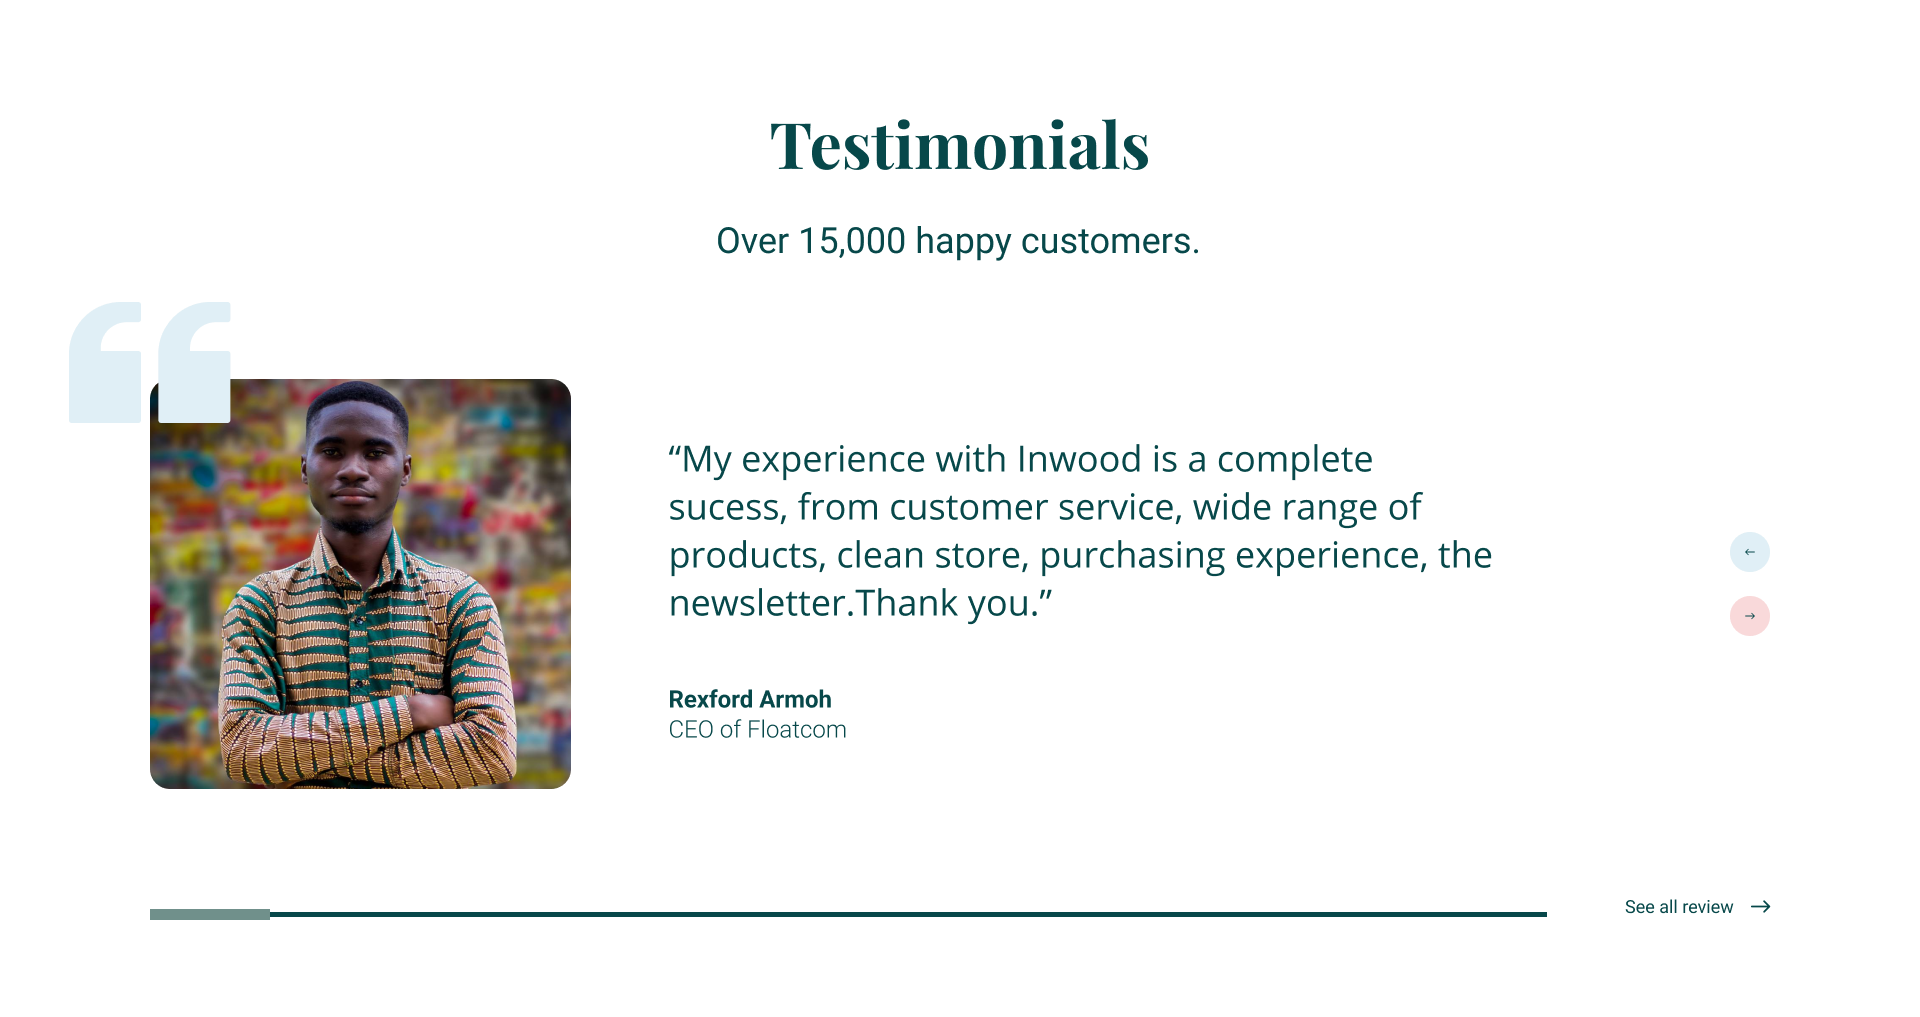 Testimonials
Over 15,000 happy customers.
“My experience with Inwood is a complete
sucess, from customer service, wide range of
products, clean store, purchasing experience, the
newsletter.Thank you.”
Rexford Armoh
CEO of Floatcom
See all review